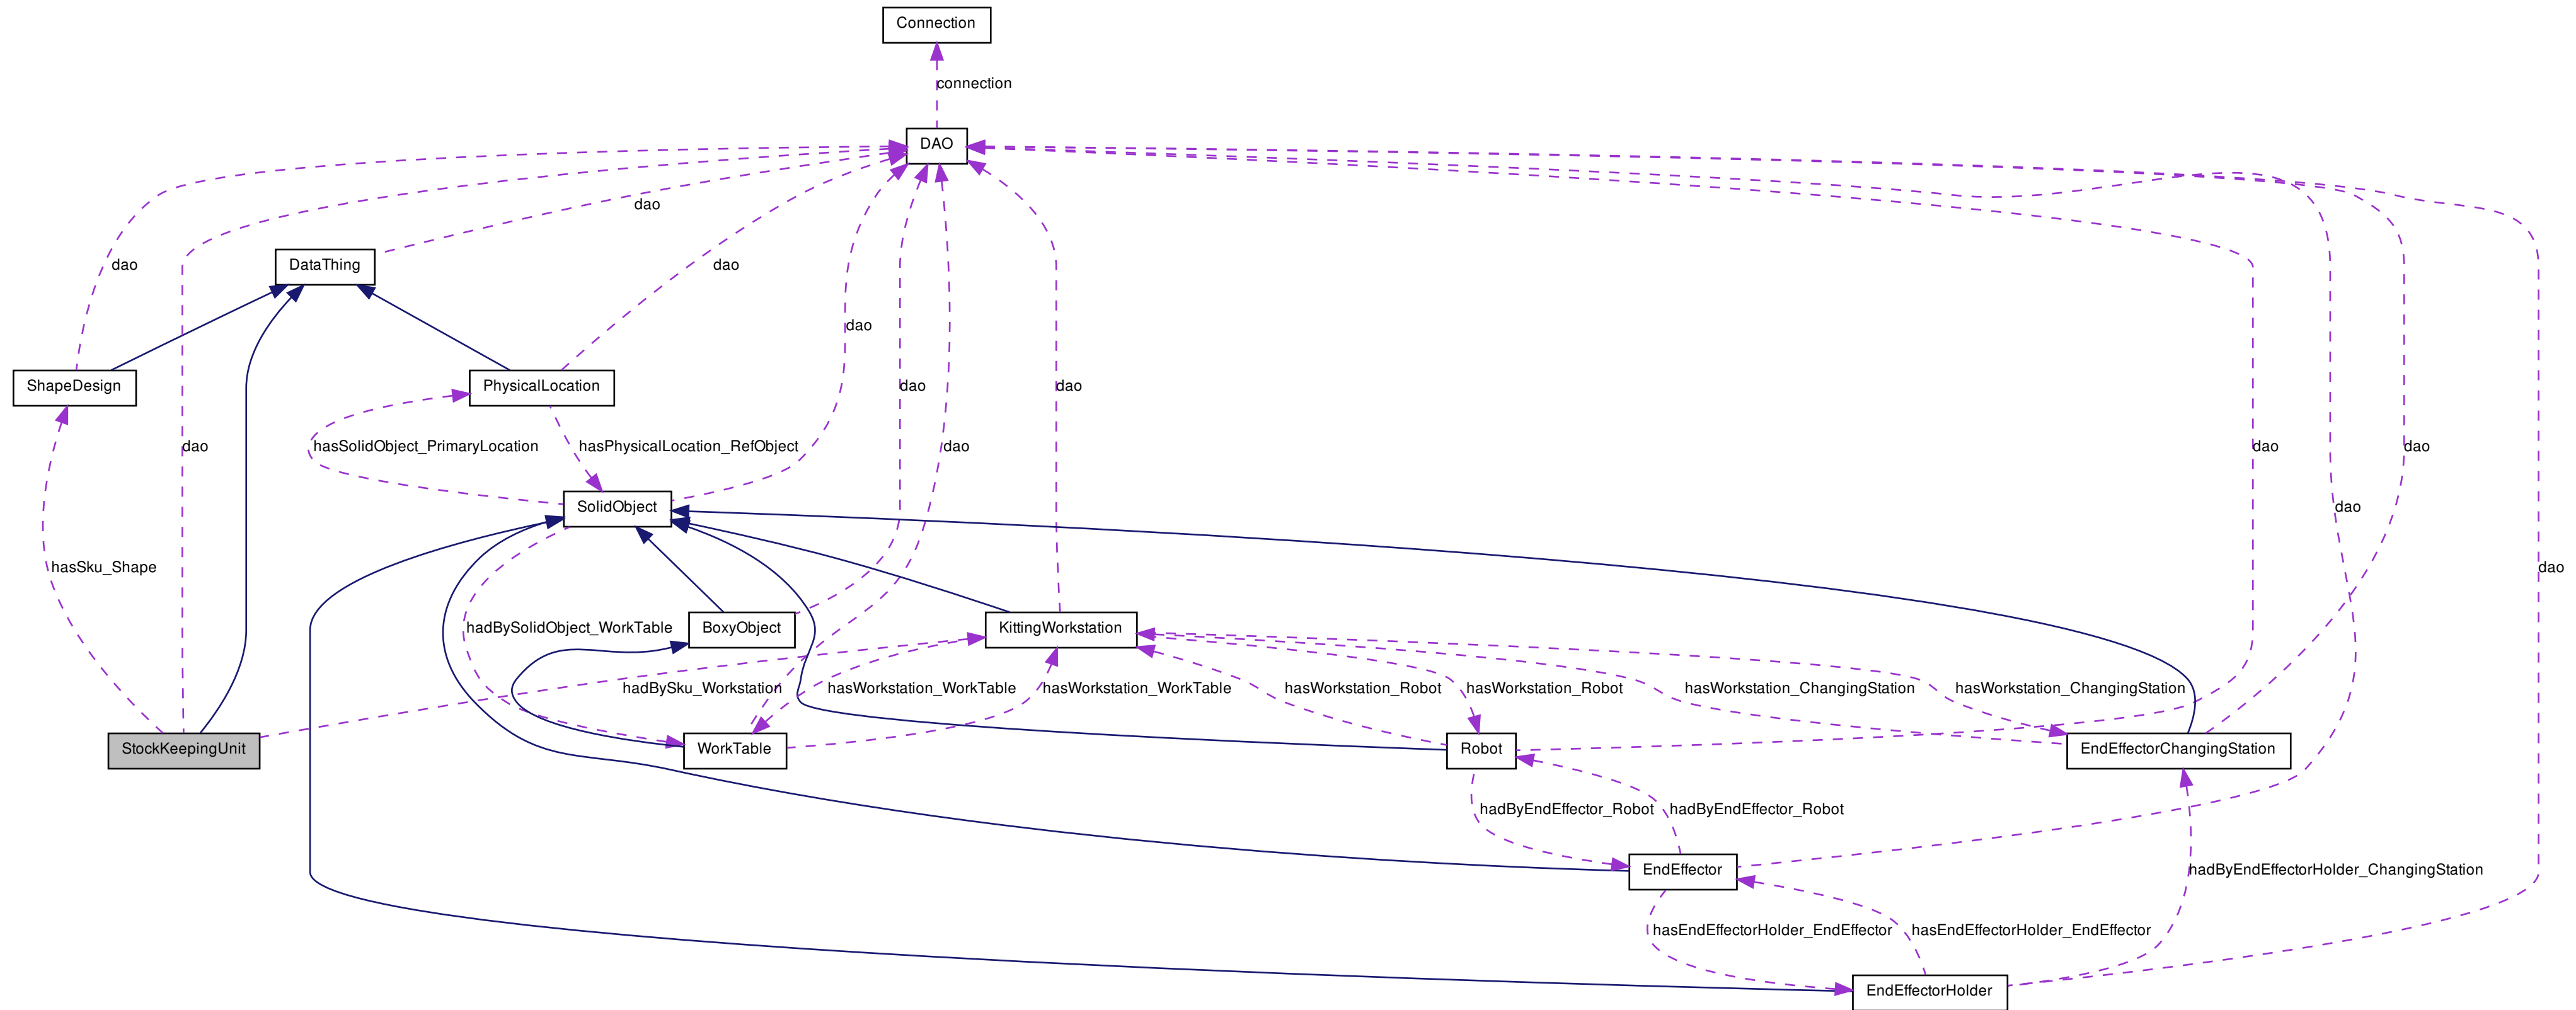 Connection
connection
DAO
dao
DataThing
dao
dao
dao
ShapeDesign
PhysicalLocation
dao
dao
dao
hasSolidObject_PrimaryLocation
hasPhysicalLocation_RefObject
dao
dao
dao
dao
SolidObject
dao
hasSku_Shape
dao
hadBySolidObject_WorkTable
BoxyObject
KittingWorkstation
hadBySku_Workstation
hasWorkstation_WorkTable
hasWorkstation_WorkTable
hasWorkstation_Robot
hasWorkstation_Robot
hasWorkstation_ChangingStation
hasWorkstation_ChangingStation
StockKeepingUnit
WorkTable
Robot
EndEffectorChangingStation
hadByEndEffector_Robot
hadByEndEffector_Robot
EndEffector
hadByEndEffectorHolder_ChangingStation
hasEndEffectorHolder_EndEffector
hasEndEffectorHolder_EndEffector
EndEffectorHolder